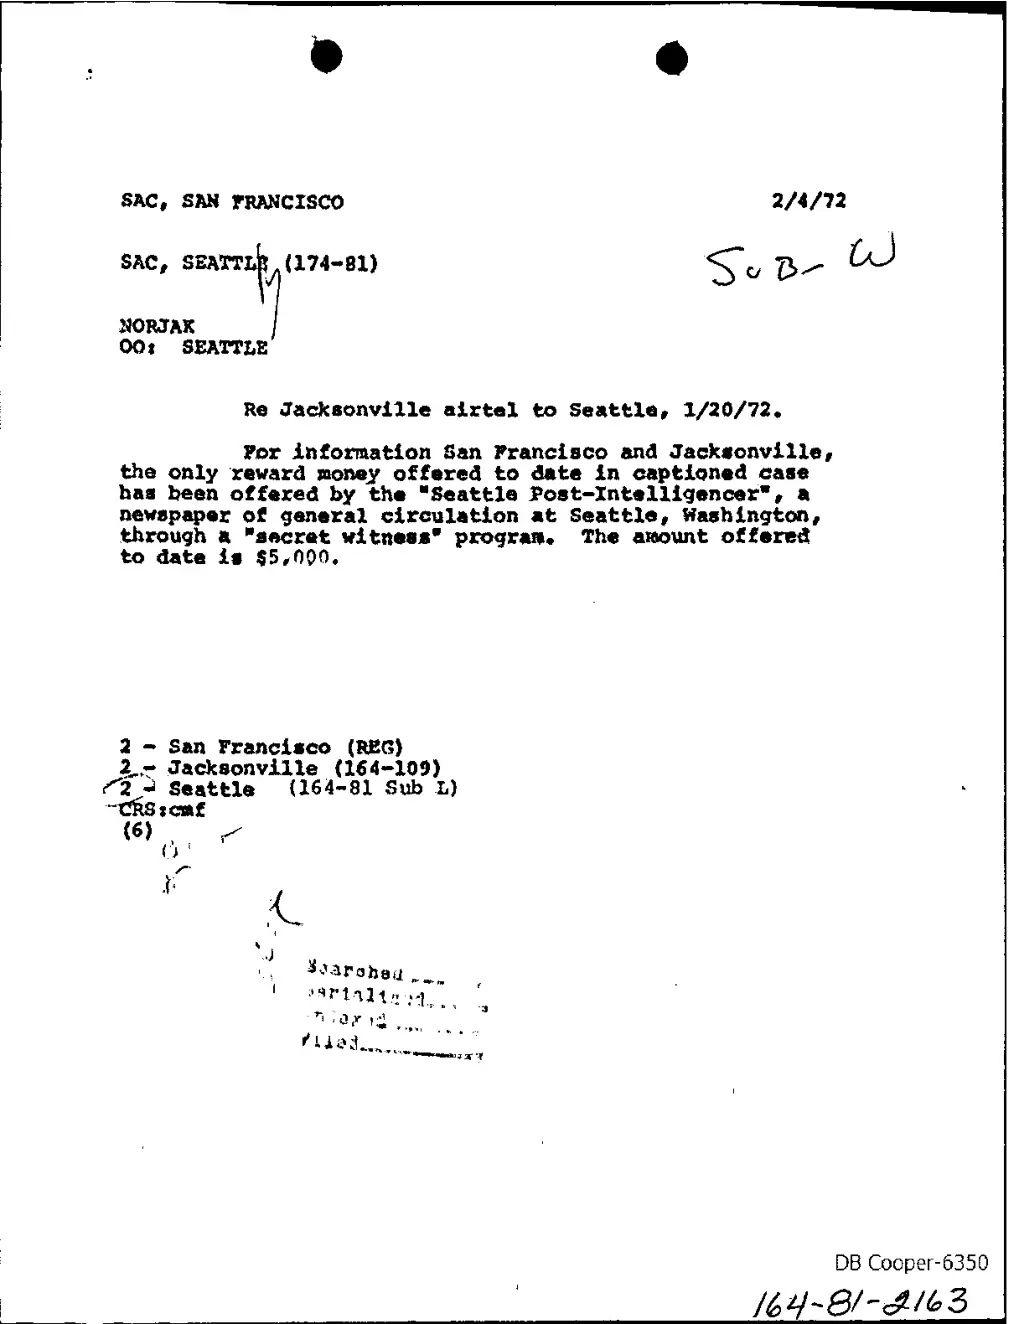 SAC, SAN FRANCISCO 2/4/72
SAC, SEATTLE (174-81) SUB-W
NORJAK
OO: SEATTLE
Re Jacksonville airtel to Seattle, 1/20/72.
For information San Francisco and Jacksonville,
the only reward money offered to date in captioned case
has been offered by the "Seattle Post-Intelligencer", a
newspaper of general circulation at Seattle, Washington,
through a "secret witness" program. The amount offered
to date is $5,000.
2 - San Francisco (REG)
2 - Jacksonville (164-109)
2 - Seattle (164-81 Sub L)
CRS:cmf
(6)
Searched
Serialized
Filed
DB Cooper-6350
164-81-2163